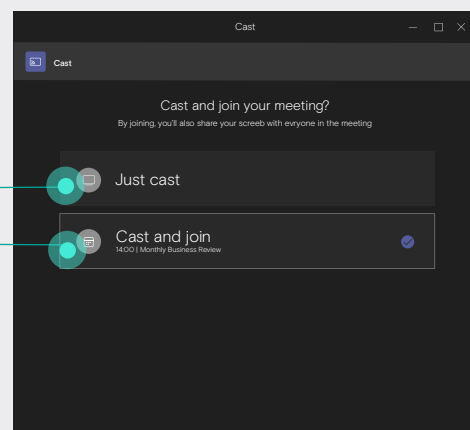 Cast
Cast
Cast and join your meeting?
By joining, you'll also share your screeb with evryone in the meeting
Just cast
Cast and join
14:00 | Monthly Business Review